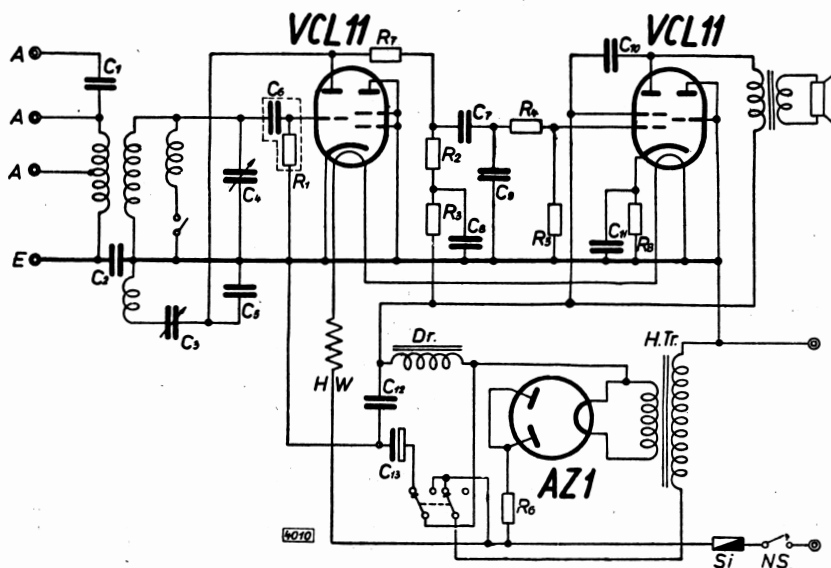 VCL11
VCL11
R7
C10
A
C1
A
C6
C7
R4
A
R1
C4
R2
C9
R3
C8
R5
C11
R8
E
C2
C5
C3
Dr.
H.Tr.
H W
C12
C13
AZ1
R6
4010
Si NS